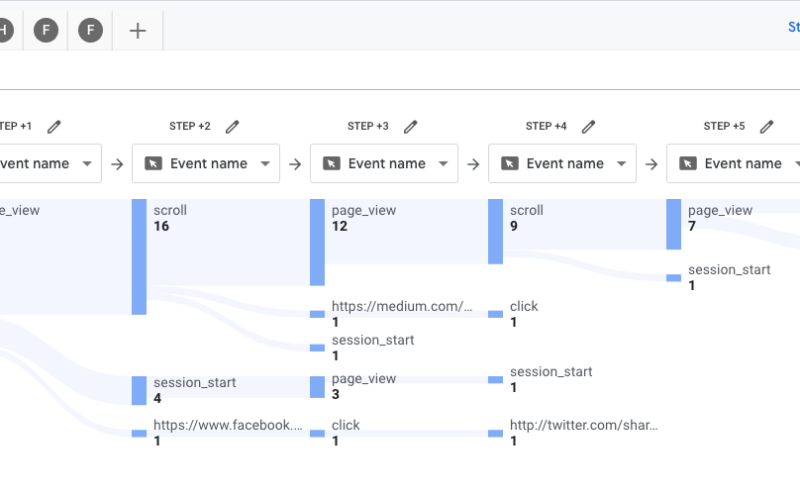 H F F +
St
TEP +1 STEP +2 STEP +3 STEP +4 STEP +5
vent name Event name Event name Event name Event name
e_view scroll page_view scroll page_view
16 12 9 7
session_start
1
https://medium.com/... click
1 1
session_start
1
session_start page_view session_start
4 3 1
https://www.facebook.... click http://twitter.com/shar...
1 1 1